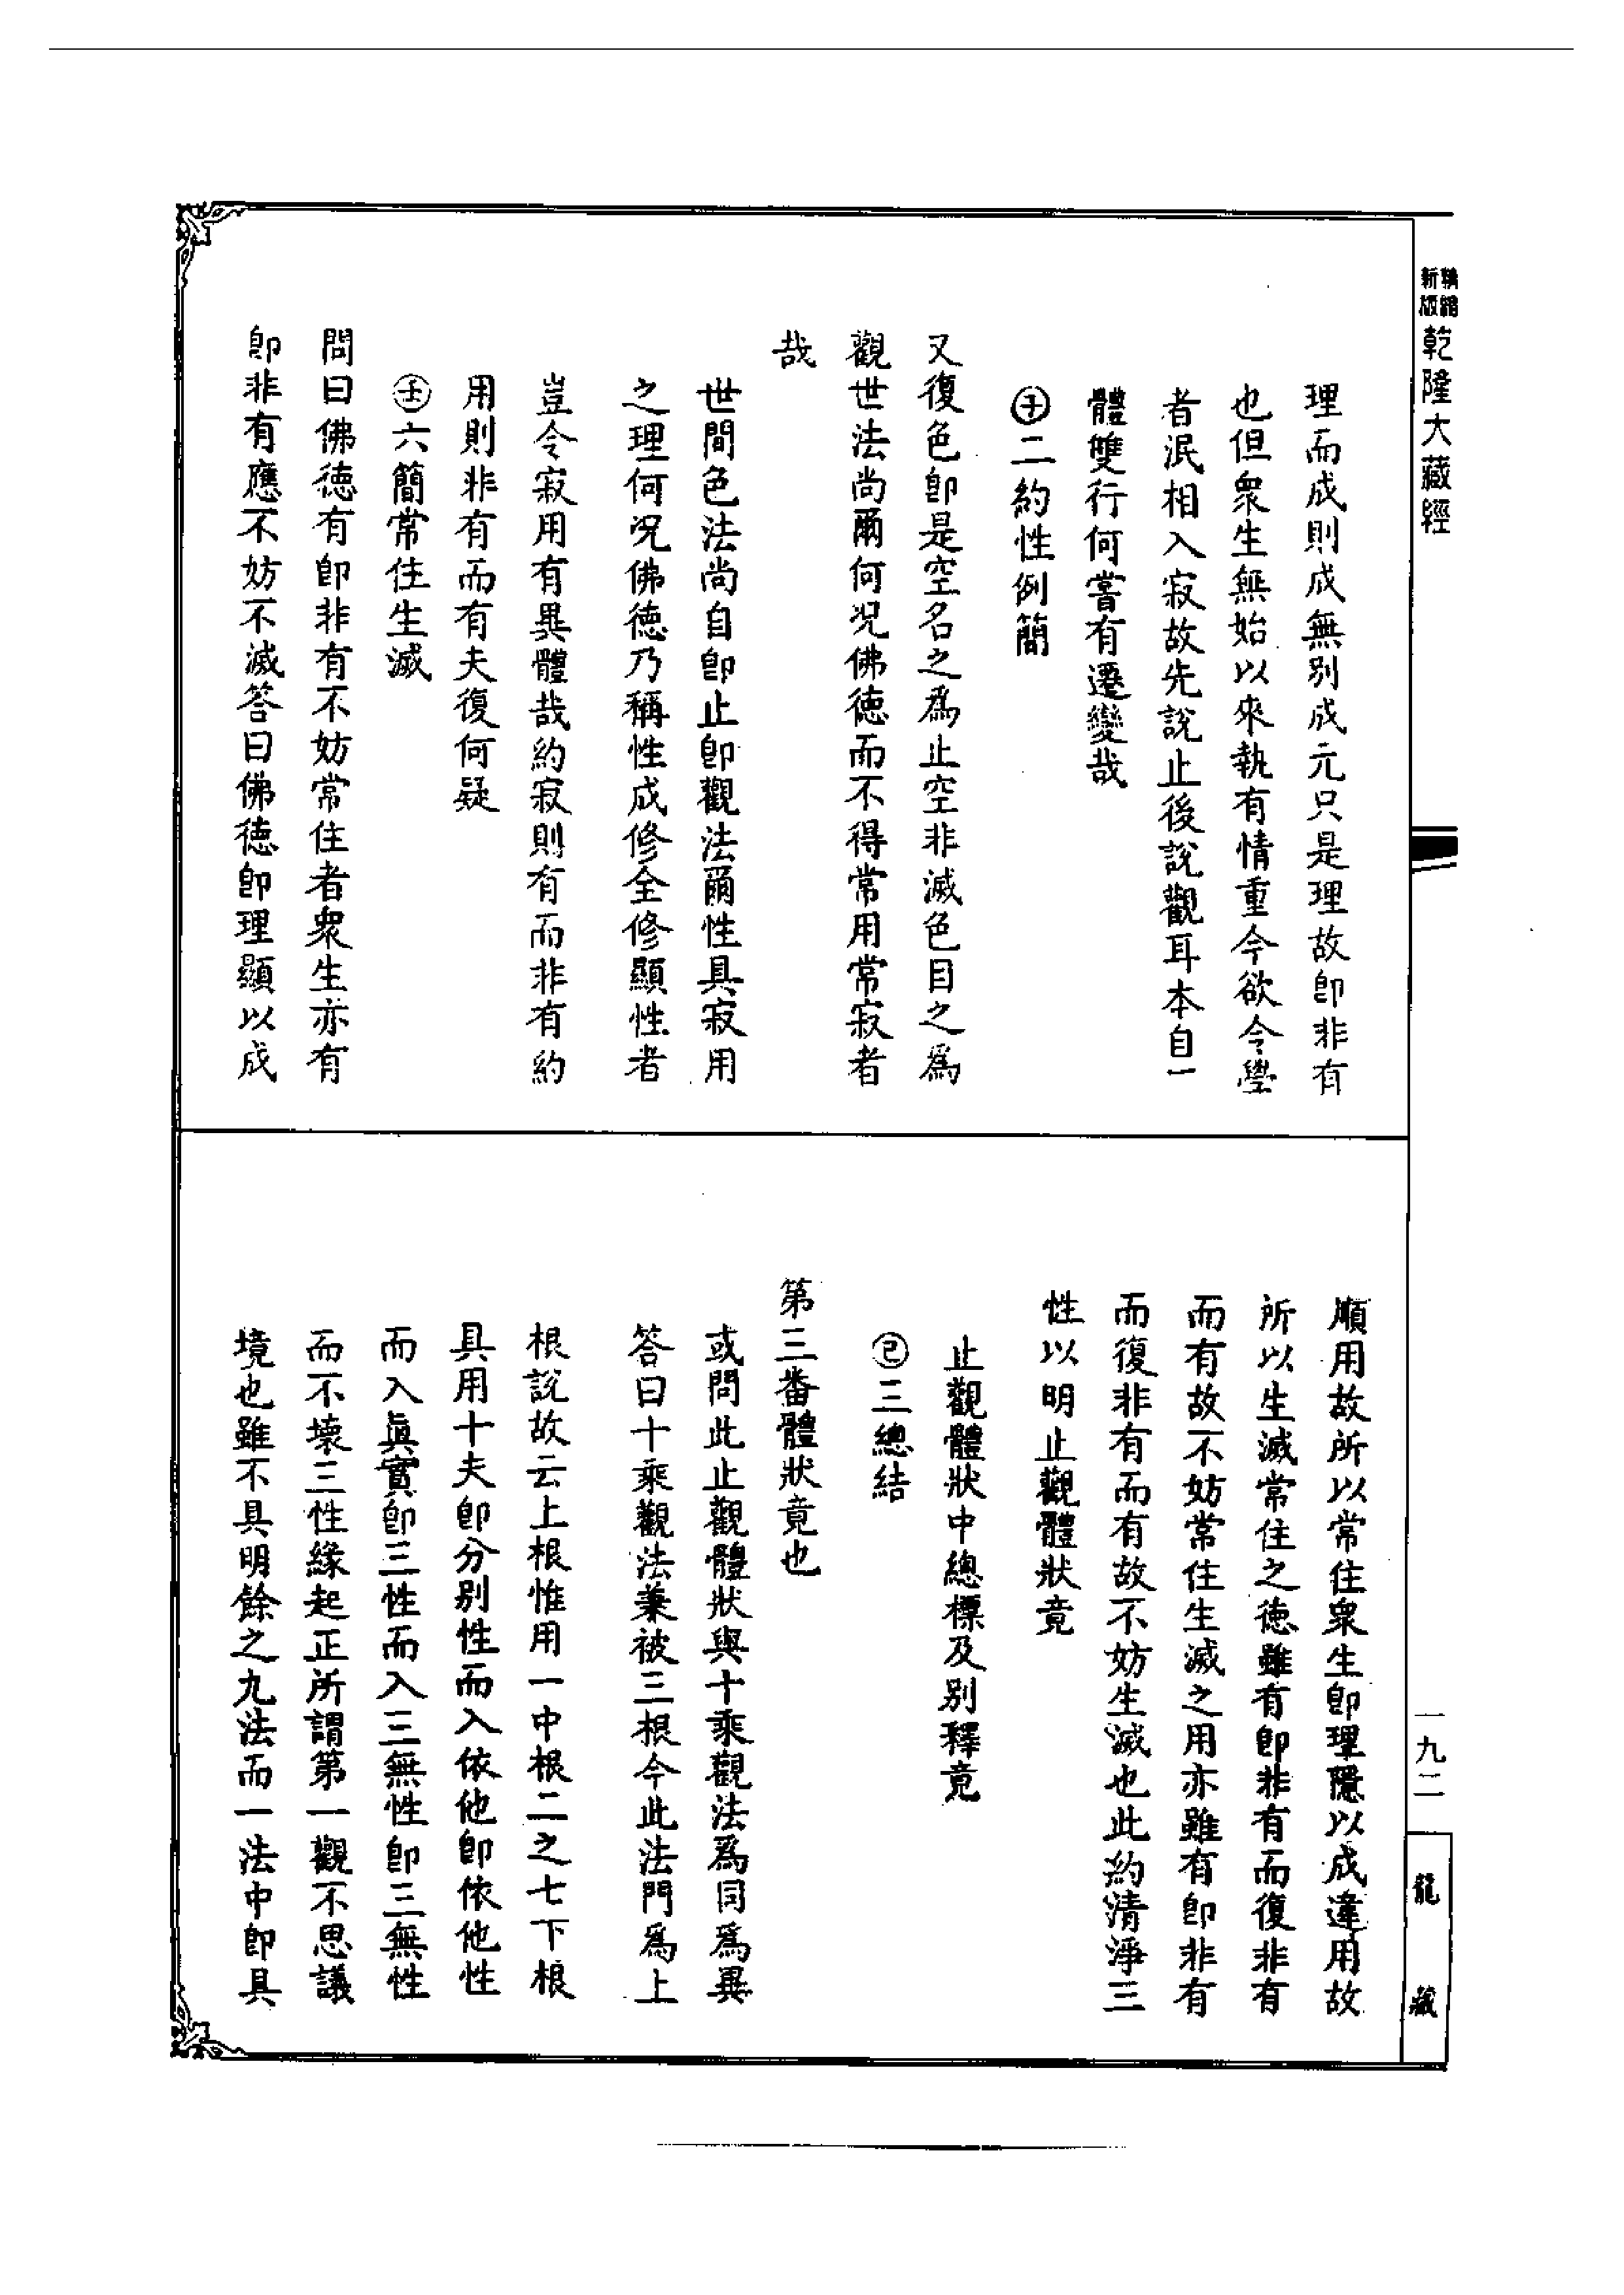 精縮新版
乾隆大藏經
一九二
龍藏
理而成則成無別成元只是理故卽非有
也但衆生無始以來執有情重今欲令學
者泯相入寂故先說止後說觀耳本自一
體雙行何嘗有遷變哉
㊉二約性例簡
又復色卽是空名之爲止空非滅色目之爲
觀世法尚爾何況佛德而不得常用常寂者
哉
世間色法尚自卽止卽觀法爾性具寂用
之理何況佛德乃稱性成修全修顯性者
豈令寂用有異體哉約寂則有而非有約
用則非有而有夫復何疑
㊉六簡常住生滅
問曰佛德有卽非有不妨常住者衆生亦有
卽非有應不妨不滅答曰佛德卽理顯以成
順用故所以常住衆生卽理隱以成違用故
所以生滅常住之德雖有卽非有而復非有
而有故不妨常住生滅之用亦雖有卽非有
而復非有而有故不妨生滅也此約清淨三
性以明止觀體狀竟
止觀體狀中總標及別釋竟
㊁三總結
第三番體狀竟也
或問此止觀體狀與十乘觀法爲同爲異
答曰十乘觀法兼被三根今此法門爲上
根說故云上根惟用一中根二之七下根
具用十夫卽分別性而入依他卽依他性
而入眞實卽三性而入三無性卽三無性
而不壞三性緣起正所謂第一觀不思議
境也雖不具明餘之九法而一法中卽具